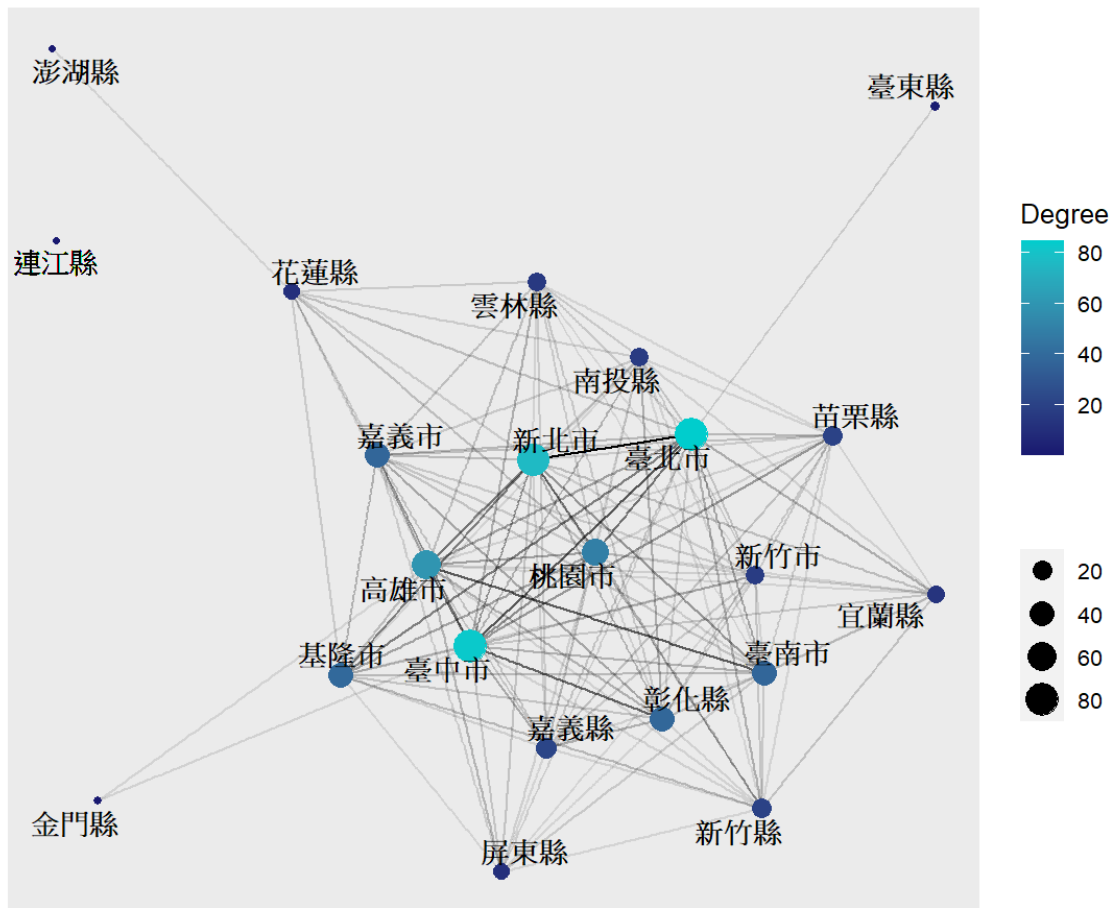 澎湖縣
臺東縣
連江縣
花蓮縣
雲林縣
南投縣
苗栗縣
嘉義市
新北市
臺北市
新竹市
桃園市
高雄市
宜蘭縣
基隆市
臺中市
臺南市
彰化縣
嘉義縣
金門縣
新竹縣
屏東縣
Degree
80
60
40
20
20
40
60
80